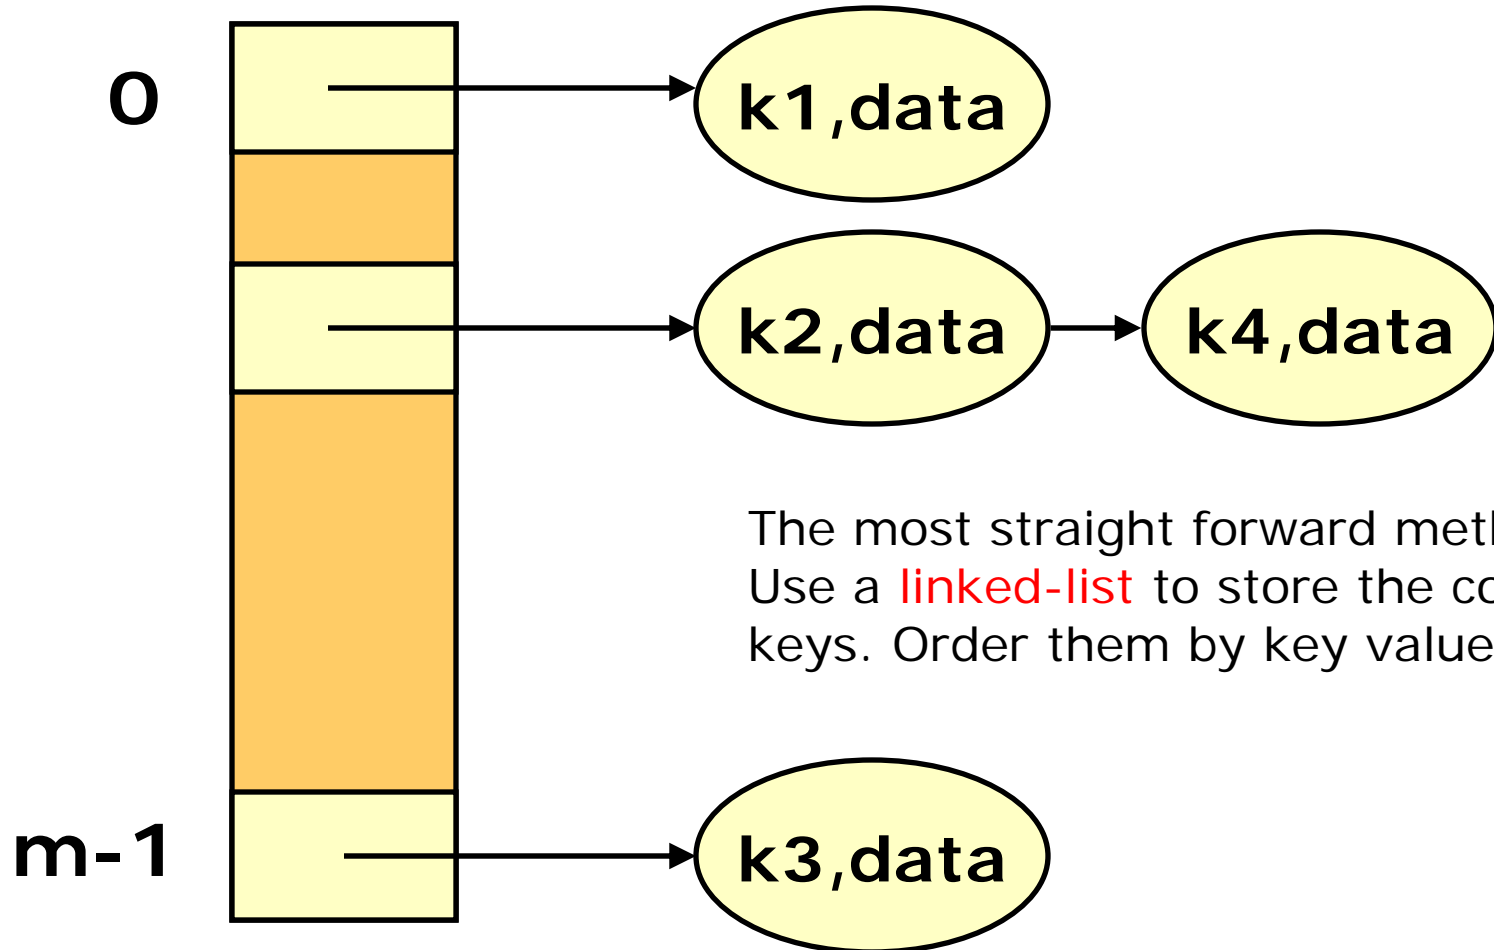 0
k1,data
k2,data
k4,data
The most straight forward
Use a linked-list to store the
keys. Order them by key value
m-1
k3,data